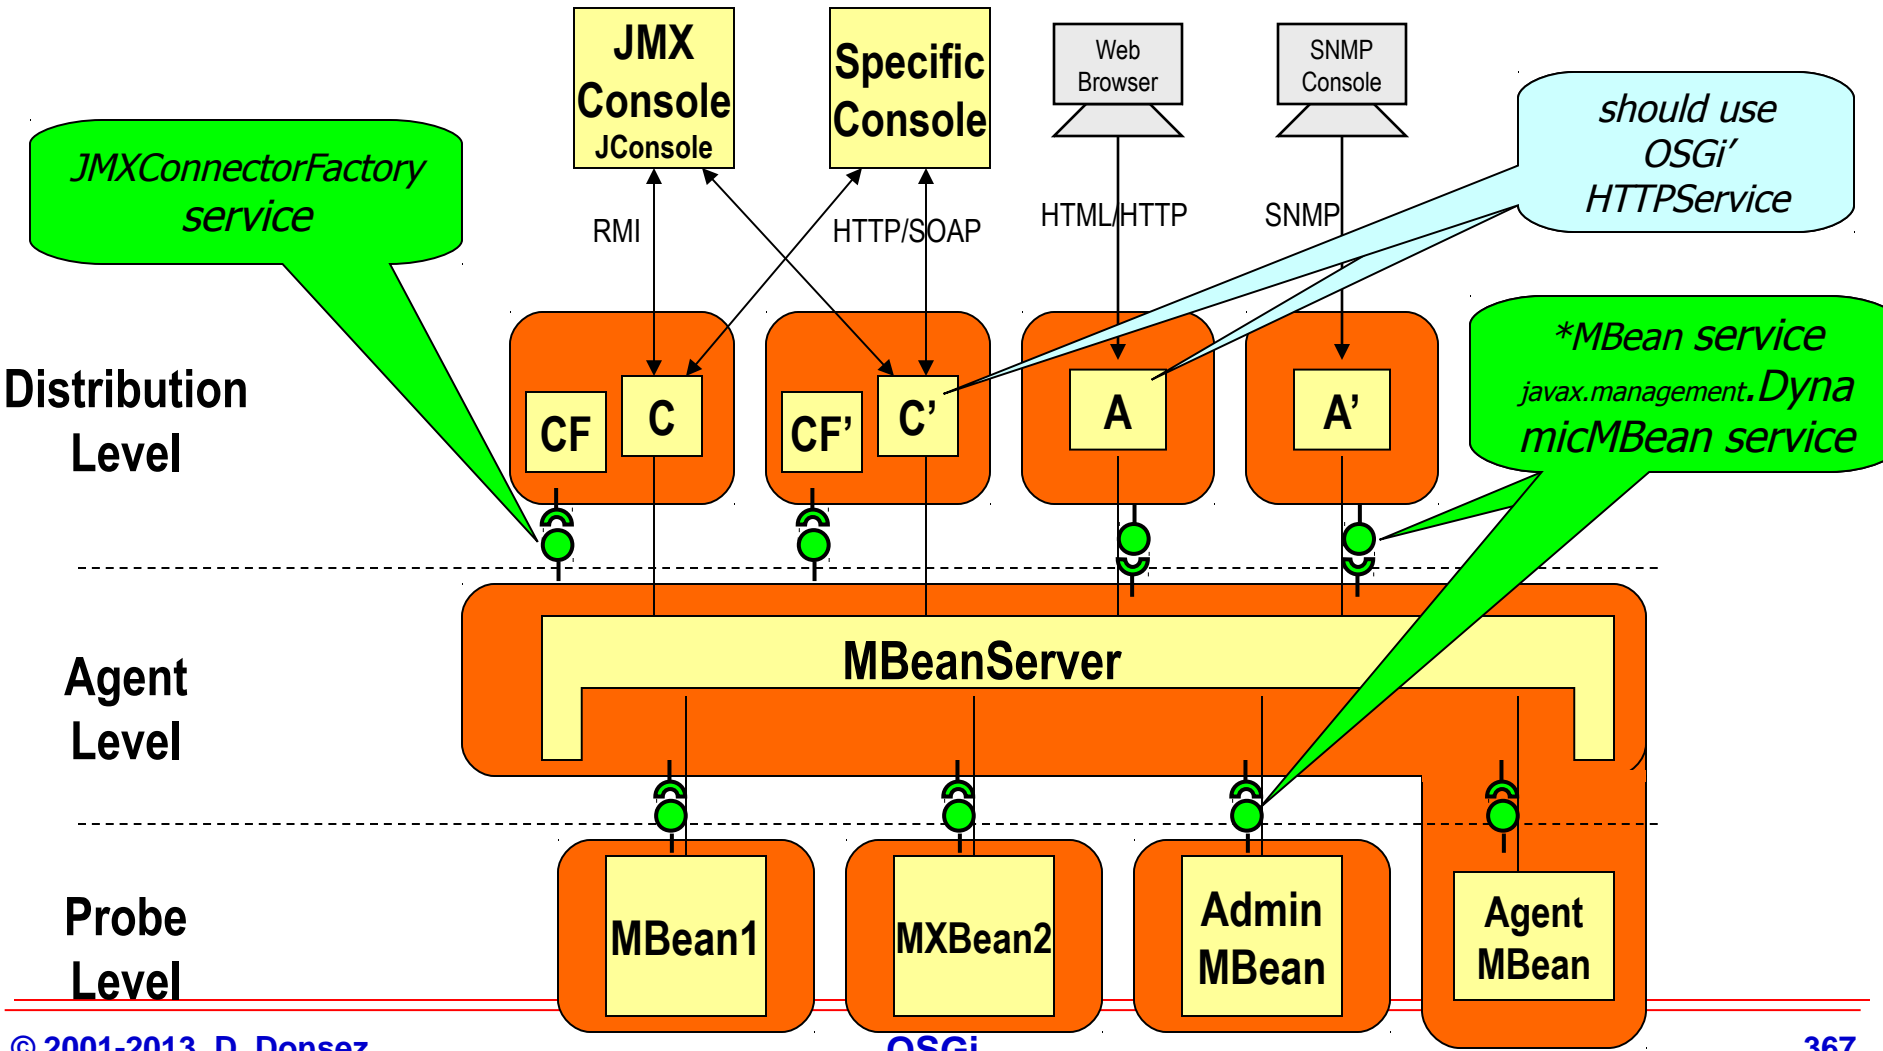 JMX
Console
JConsole
Specific
Console
Web
Browser
SNMP
Console
should use
OSGi’
HTTPService
JMXConnectorFactory
service
RMI
HTTP/SOAP
HTML/HTTP
SNMP
*MBean service
javax.management.Dyna
micMBean service
Distribution
Level
CF
C
CF’
C’
A
A’
Agent
Level
MBeanServer
Probe
Level
MBean1
MXBean2
Admin
MBean
Agent
MBean
© 2001-2013, D. Donsez
OSGi
367